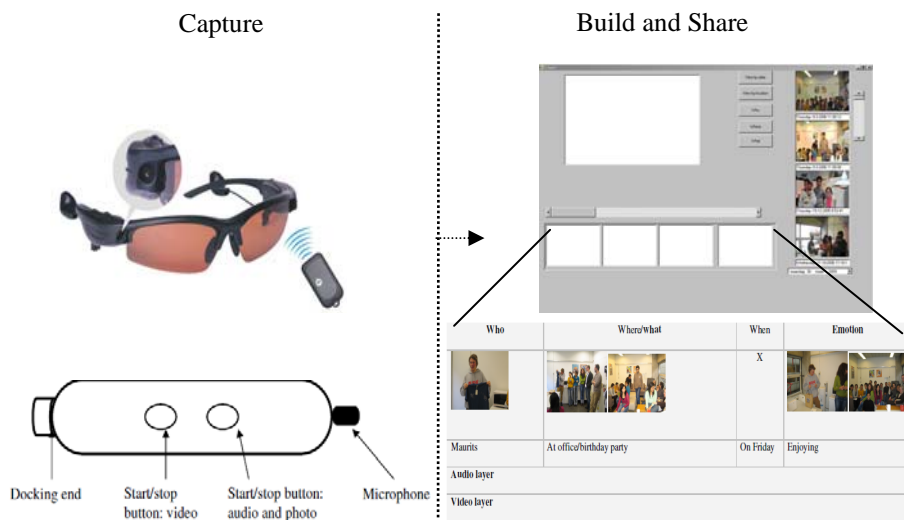 Capture
Build and Share
Who
Where/what
When
Emotion
X
Maurits
At office/birthday party
On Friday
Enjoying
Audio layer
Video layer
Docking end
Start/stop
button: video
Start/stop button:
audio and photo
Microphone